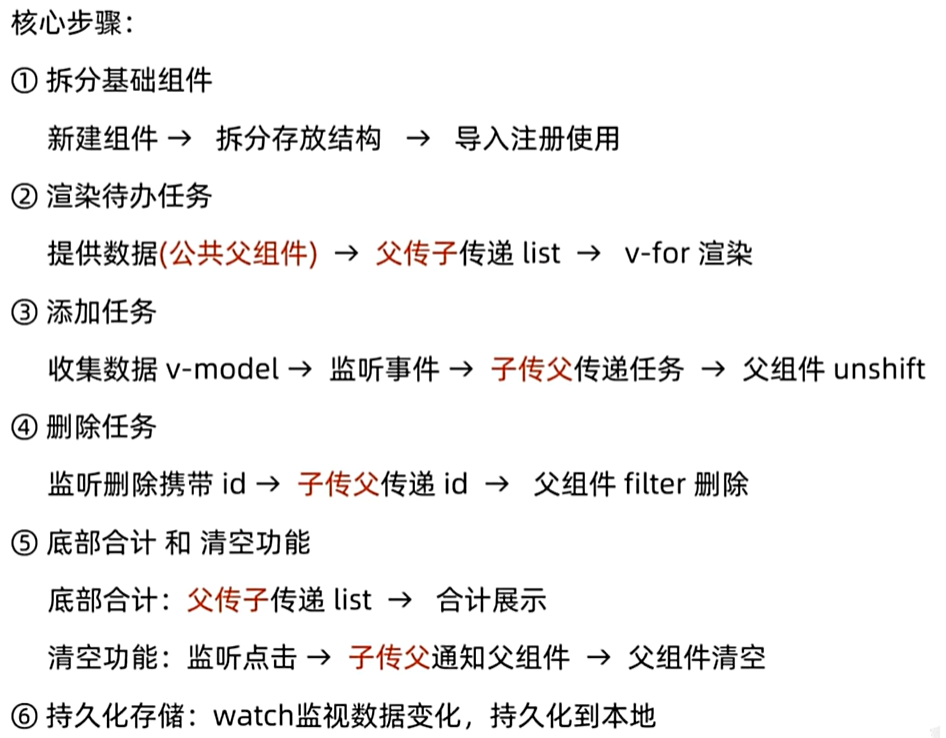 核心步骤：
① 拆分基础组件
新建组件 → 拆分存放结构 → 导入注册使用
② 渲染待办任务
提供数据(公共父组件) → 父传子传递 list → v-for 渲染
③ 添加任务
收集数据 v-model → 监听事件 → 子传父传递任务 → 父组件 unshift
④ 删除任务
监听删除携带 id → 子传父传递 id → 父组件 filter 删除
⑤ 底部合计 和 清空功能
底部合计：父传子传递 list → 合计展示
清空功能：监听点击 → 子传父通知父组件 → 父组件清空
⑥ 持久化存储：watch监视数据变化，持久化到本地